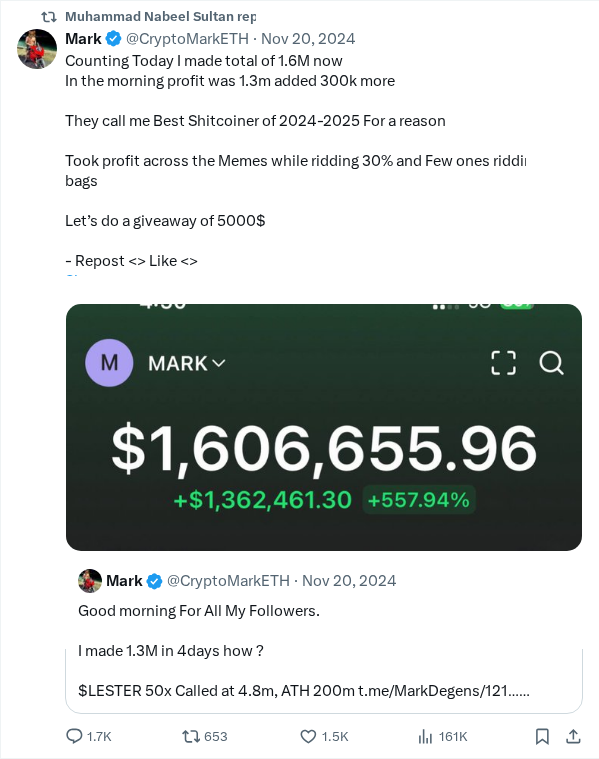 Muhammad Nabeel Sultan rep
Mark @CryptoMarkETH · Nov 20, 2024
Counting Today I made total of 1.6M now
In the morning profit was 1.3m added 300k more
They call me Best Shitcoiner of 2024-2025 For a reason
Took profit across the Memes while ridding 30% and Few ones
bags
Let's do a giveaway of 5000$
- Repost <> Like <>
M MARK
$1,606,655.96
+$1,362,461.30 +557.94%
Mark @CryptoMarkETH · Nov 20, 2024
Good morning For All My Followers.
I made 1.3M in 4days how ?
$LESTER 50x Called at 4.8m, ATH 200m t.me/MarkDegens/121......
1.7K 653 1.5K 161K